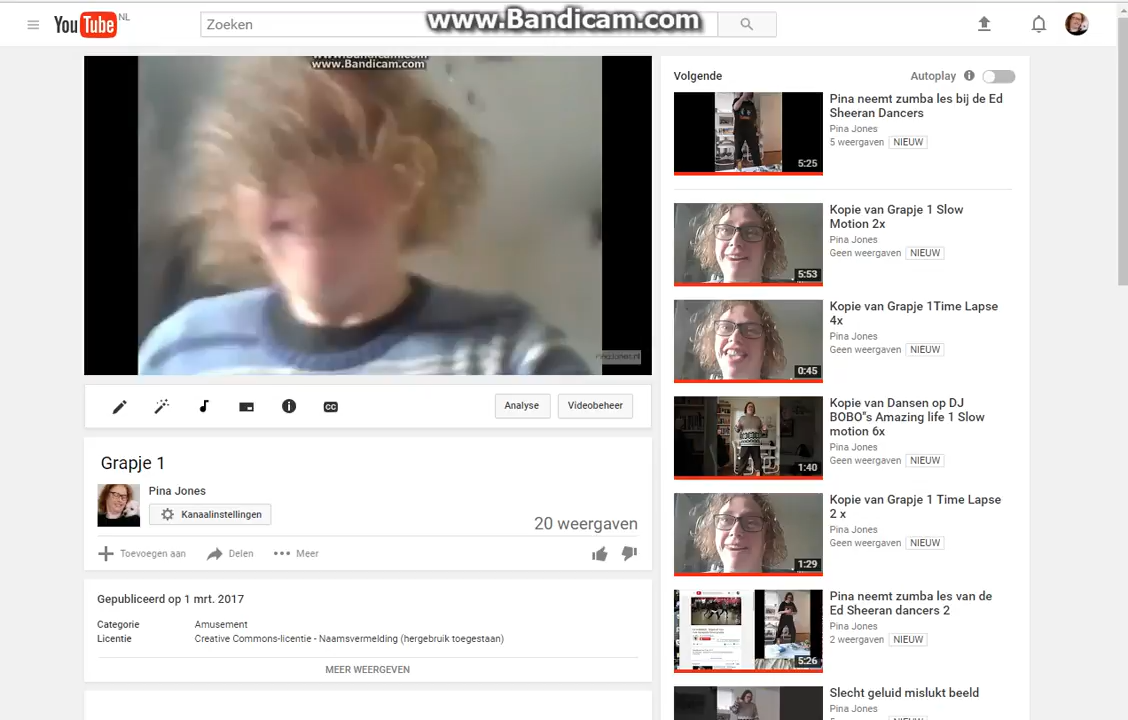 YouTube NL
Zoeken
www.Bandicam.com
www.Bandicam.com
pinajones.nl
Analyse
Videobeheer
Grapje 1
Pina Jones
Kanaalinstellingen
20 weergaven
Toevoegen aan
Delen
Meer
Gepubliceerd op 1 mrt. 2017
Categorie Amusement
Licentie Creative Commons-licentie - Naamsvermelding (hergebruik toegestaan)
MEER WEERGEVEN
Volgende
Autoplay
Pina neemt zumba les bij de Ed
Sheeran Dancers
Pina Jones
5 weergaven NIEUW
5:25
Kopie van Grapje 1 Slow
Motion 2x
Pina Jones
Geen weergaven NIEUW
5:53
Kopie van Grapje 1Time Lapse
4x
Pina Jones
Geen weergaven NIEUW
0:45
Kopie van Dansen op DJ
BOBO"s Amazing life 1 Slow
motion 6x
Pina Jones
Geen weergaven NIEUW
1:40
Kopie van Grapje 1 Time Lapse
2 x
Pina Jones
Geen weergaven NIEUW
1:29
Pina neemt zumba les van de
Ed Sheeran dancers 2
Pina Jones
2 weergaven NIEUW
5:26
Slecht geluid mislukt beeld
Pina Jones